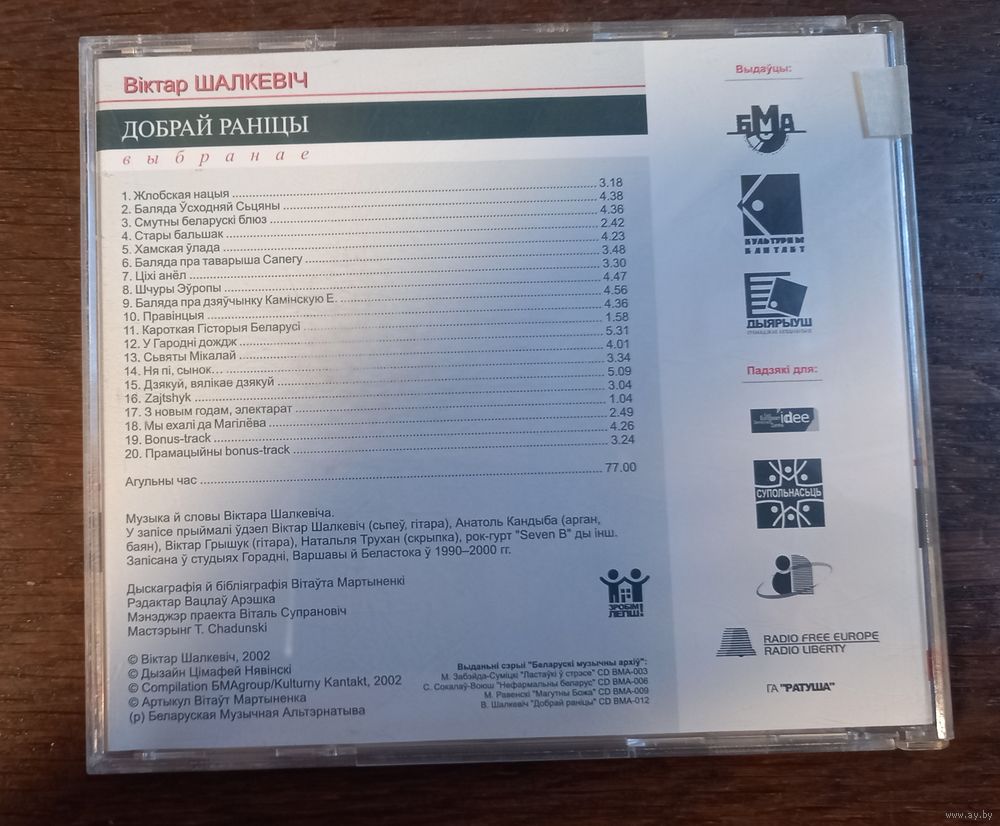 Віктар ШАЛКЕВІЧ
ДОБРАЙ РАНІЦЫ
выбранае
1. Жлобская нацыя 3.18
2. Баляда Ўсходняй Сьцяны 4.38
3. Смутны беларускі блюз 4.36
4. Стары бальшак 2.42
5. Хамская ўлада 4.23
6. Баляда пра таварыша Сапегу 3.48
7. Ціхі анёл 3.30
8. Шчуры Эўропы 4.47
9. Баляда пра дзяўчынку Камінскую Е. 4.56
10. Правінцыя 4.36
11. Кароткая Гісторыя Беларусі 1.58
12. У Гародні дождж 5.31
13. Сьвяты Мікалай 4.01
14. Ня пі, сынок... 3.34
15. Дзякуй, вялікае дзякуй 5.09
16. Zajtshyk 3.04
17. З новым годам, электарат 1.04
18. Мы ехалі да Магілёва 2.49
19. Bonus-track 4.26
20. Прамацыйны bonus-track 3.24
Агульны час 77.00
Музыка й словы Віктара Шалкевіча.
У запісе прыймалі ўдзел Віктар Шалкевіч (сьпеў, гітара), Анатоль Кандыба (арган,
баян), Віктар Грышук (гітара), Натальля Трухан (скрыпка), рок-гурт "Seven B" ды інш.
Запісана ў студыях Горадні, Варшавы й Беластока ў 1990–2000 гг.
Дыскаграфія й бібліяграфія Вітаўта Мартыненкі
Рэдактар Вацлаў Арэшка
Мэнэджэр праекта Віталь Супрановіч
Мастэрынг T. Chadunski
© Віктар Шалкевіч, 2002
© Дызайн Цімафей Нявінскі
© Compilation БМАgroup/Kulturny Kantakt, 2002
© Артыкул Вітаўт Мартыненка
(p) Беларуская Музычная Альтэрнатыва
ЗРОБІМ
ЛЕПШ!
Выданьні сэрыі "Беларускі музычны архіў":
М. Забэйда-Суміцкі "Ластаўкі ў стрэсе" CD BMA-003
С. Сокалаў-Воюш "Нефармальны беларус" CD BMA-006
М. Равенскі "Магутны Божа" CD BMA-009
В. Шалкевіч "Добрай раніцы" CD BMA-012
Выдаўцы:
БМА
КУЛЬТУРНЫ
КАНТАКТ
ДЫЯРЫУШ
Падзякі для:
idee
СУПОЛЬНАСЬЦЬ
RADIO FREE EUROPE
RADIO LIBERTY
ГА "РАТУША"
www.ay.by